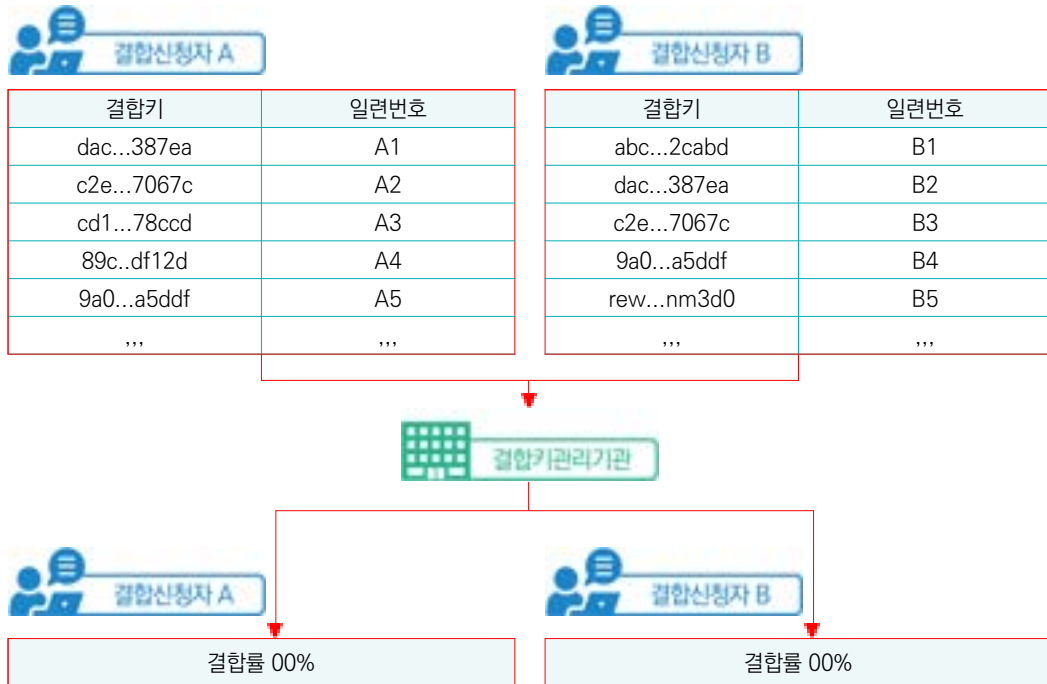 결합신청자 A 결합신청자 B
결합키 일련번호 결합키 일련번호
dac...387ea A1 abc...2cabd B1
c2e...7067c A2 dac...387ea B2
cd1...78ccd A3 c2e...7067c B3
89c..df12d A4 9a0...a5ddf B4
9a0...a5ddf A5 rew...nm3d0 B5
,,, ,,, ,,, ,,,
결합키관리기관
결합신청자 A 결합신청자 B
결합률 00% 결합률 00%